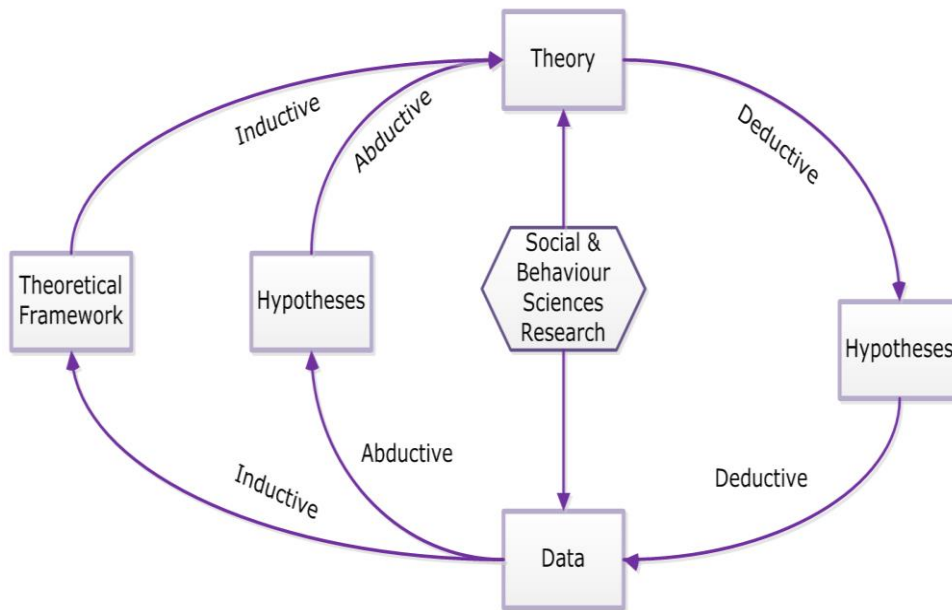 Theory
Inductive
Abductive
Deductive
Social &
Behaviour
Sciences
Research
Theoretical
Framework
Hypotheses
Hypotheses
Abductive
Inductive
Deductive
Data